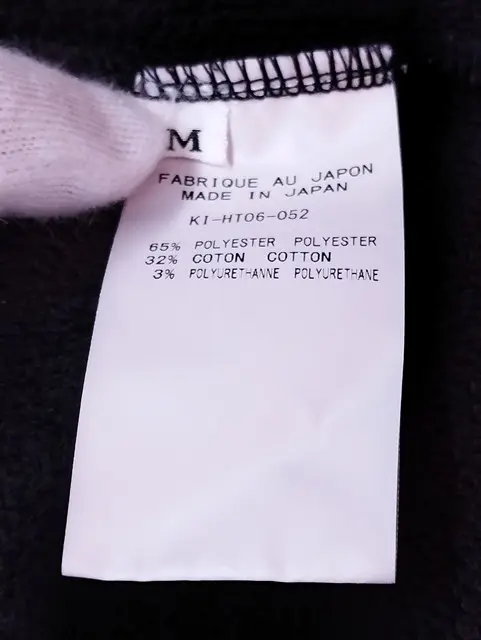 M
FABRIQUE AU JAPON
MADE IN JAPAN
KI-HT06-052
65% POLYESTER POLYESTER
32% COTON COTTON
3% POLYURETHANNE POLYURETHANE